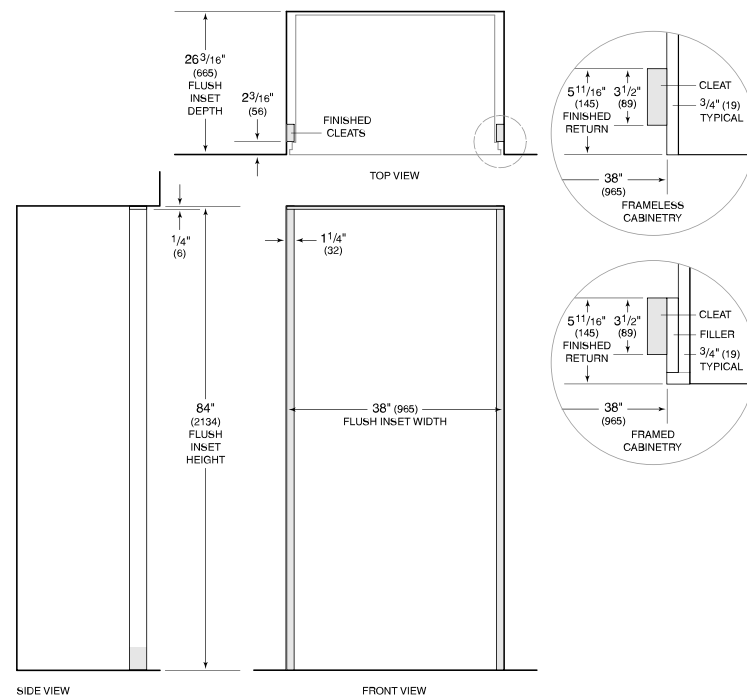 26 3/16"
(665)
FLUSH
INSET
DEPTH
2 3/16"
(56)
FINISHED
CLEATS
TOP VIEW
5 11/16"
(145)
FINISHED
RETURN
3 1/2"
(89)
CLEAT
3/4" (19)
TYPICAL
38"
(965)
FRAMELESS
CABINETRY
1/4"
(6)
1 1/4"
(32)
84"
(2134)
FLUSH
INSET
HEIGHT
38" (965)
FLUSH INSET WIDTH
5 11/16"
(145)
FINISHED
RETURN
3 1/2"
(89)
CLEAT
FILLER
3/4" (19)
TYPICAL
38"
(965)
FRAMED
CABINETRY
SIDE VIEW
FRONT VIEW